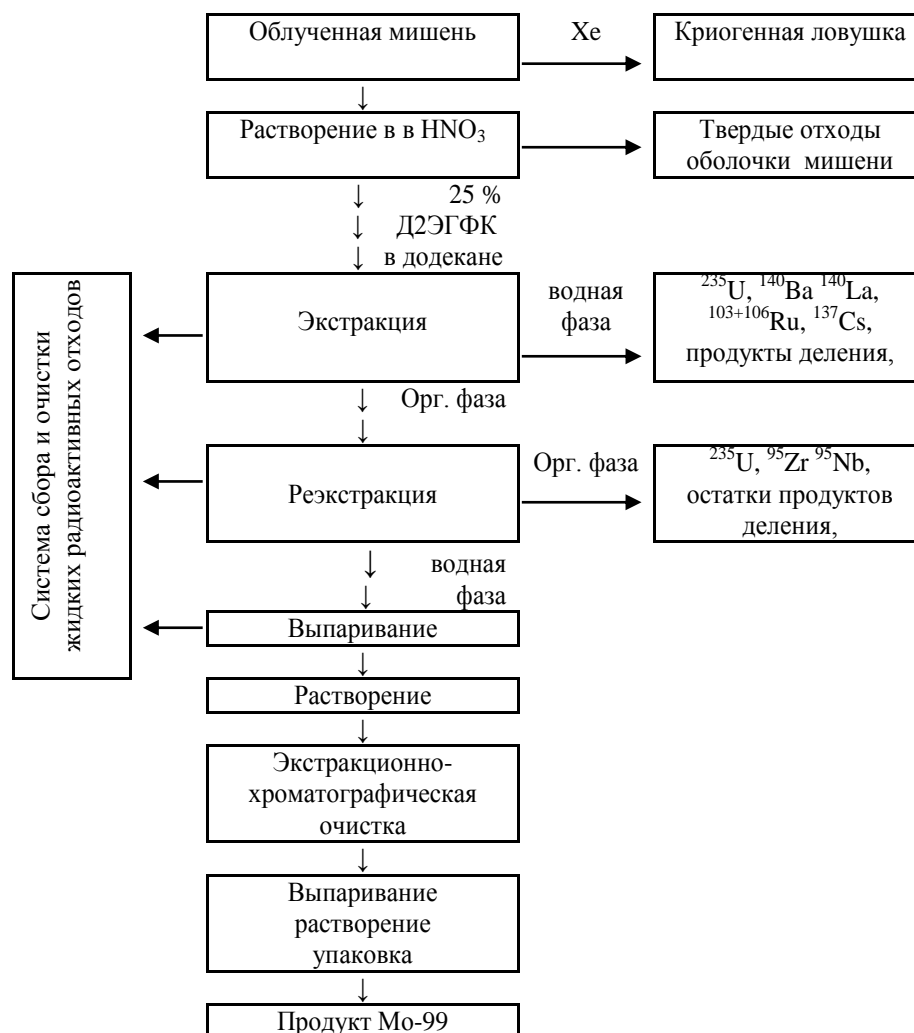 Облученная мишень
Xe
Криогенная ловушка
Растворение в в HNO3
Твердые отходы
оболочки мишени
25 %
Д2ЭГФК
в додекане
Система сбора и очистки
жидких радиоактивных отходов
Экстракция
водная
фаза
235U, 140Ba 140La,
103+106Ru, 137Cs,
продукты деления,
Орг. фаза
Реэкстракция
Орг. фаза
235U, 95Zr 95Nb,
остатки продуктов
деления,
водная
фаза
Выпаривание
Растворение
Экстракционно-
хроматографическая
очистка
Выпаривание
растворение
упаковка
Продукт Мо-99